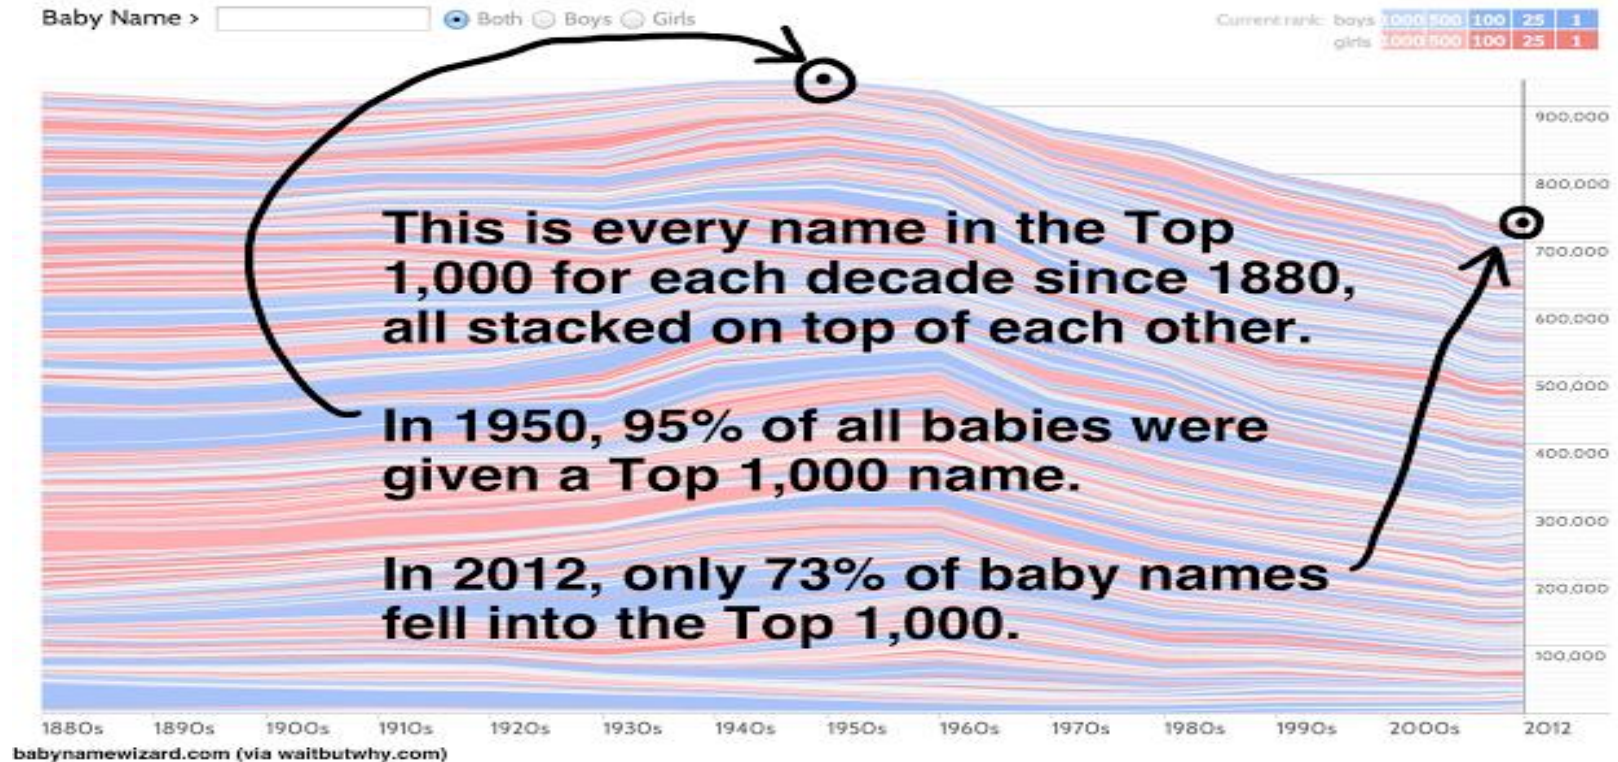 Baby Name > Both Boys Girls
Current rank: boys 1000 500 100 25 1
girls 1000 500 100 25 1
900,000
800,000
This is every name in the Top
700,000
1,000 for each decade since 1880,
600,000
all stacked on top of each other.
500,000
In 1950, 95% of all babies were
400,000
given a Top 1,000 name.
300,000
In 2012, only 73% of baby names
200,000
fell into the Top 1,000.
100,000
1880s 1890s 1900s 1910s 1920s 1930s 1940s 1950s 1960s 1970s 1980s 1990s 2000s 2012
babynamewizard.com (via waitbutwhy.com)